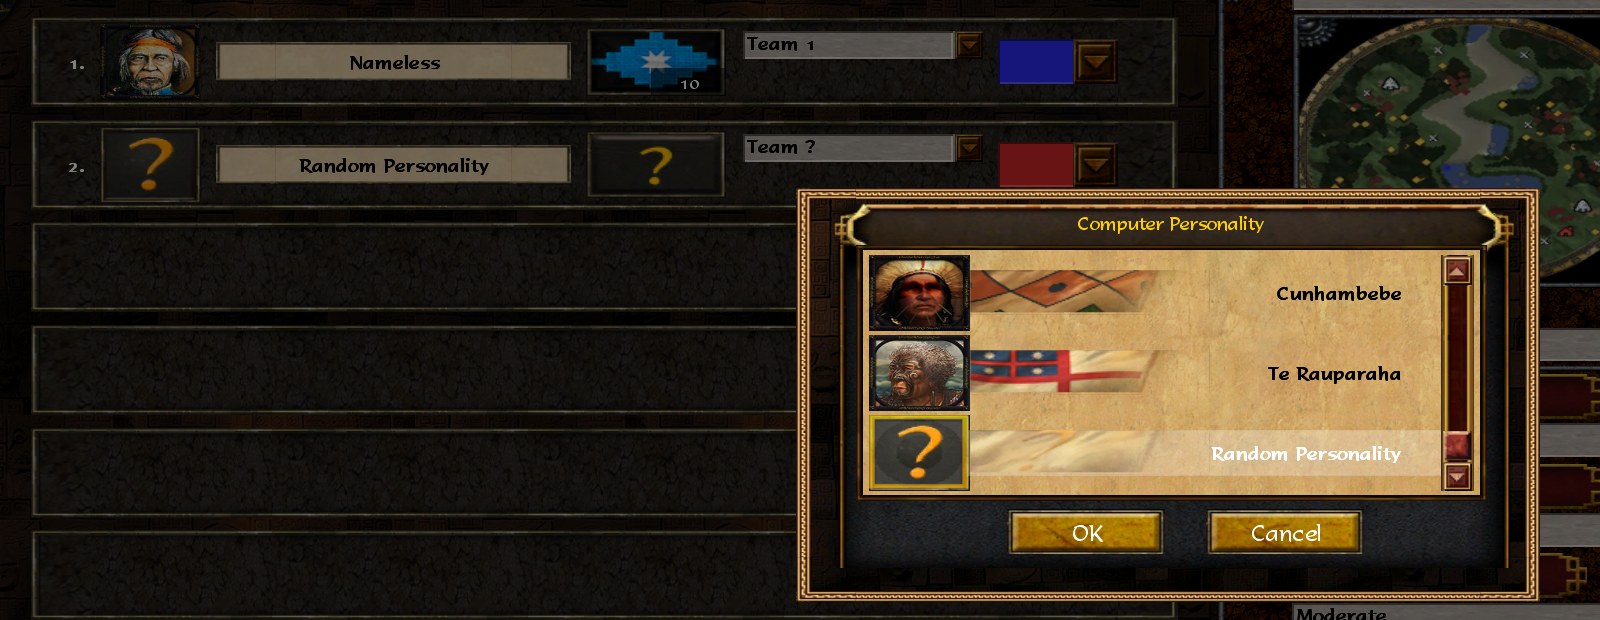 1.
Nameless
10
Team 1
2.
?
Random Personality
?
Team ?
Computer Personality
Cunhambebe
Te Rauparaha
?
Random Personality
OK
Cancel
Moderate